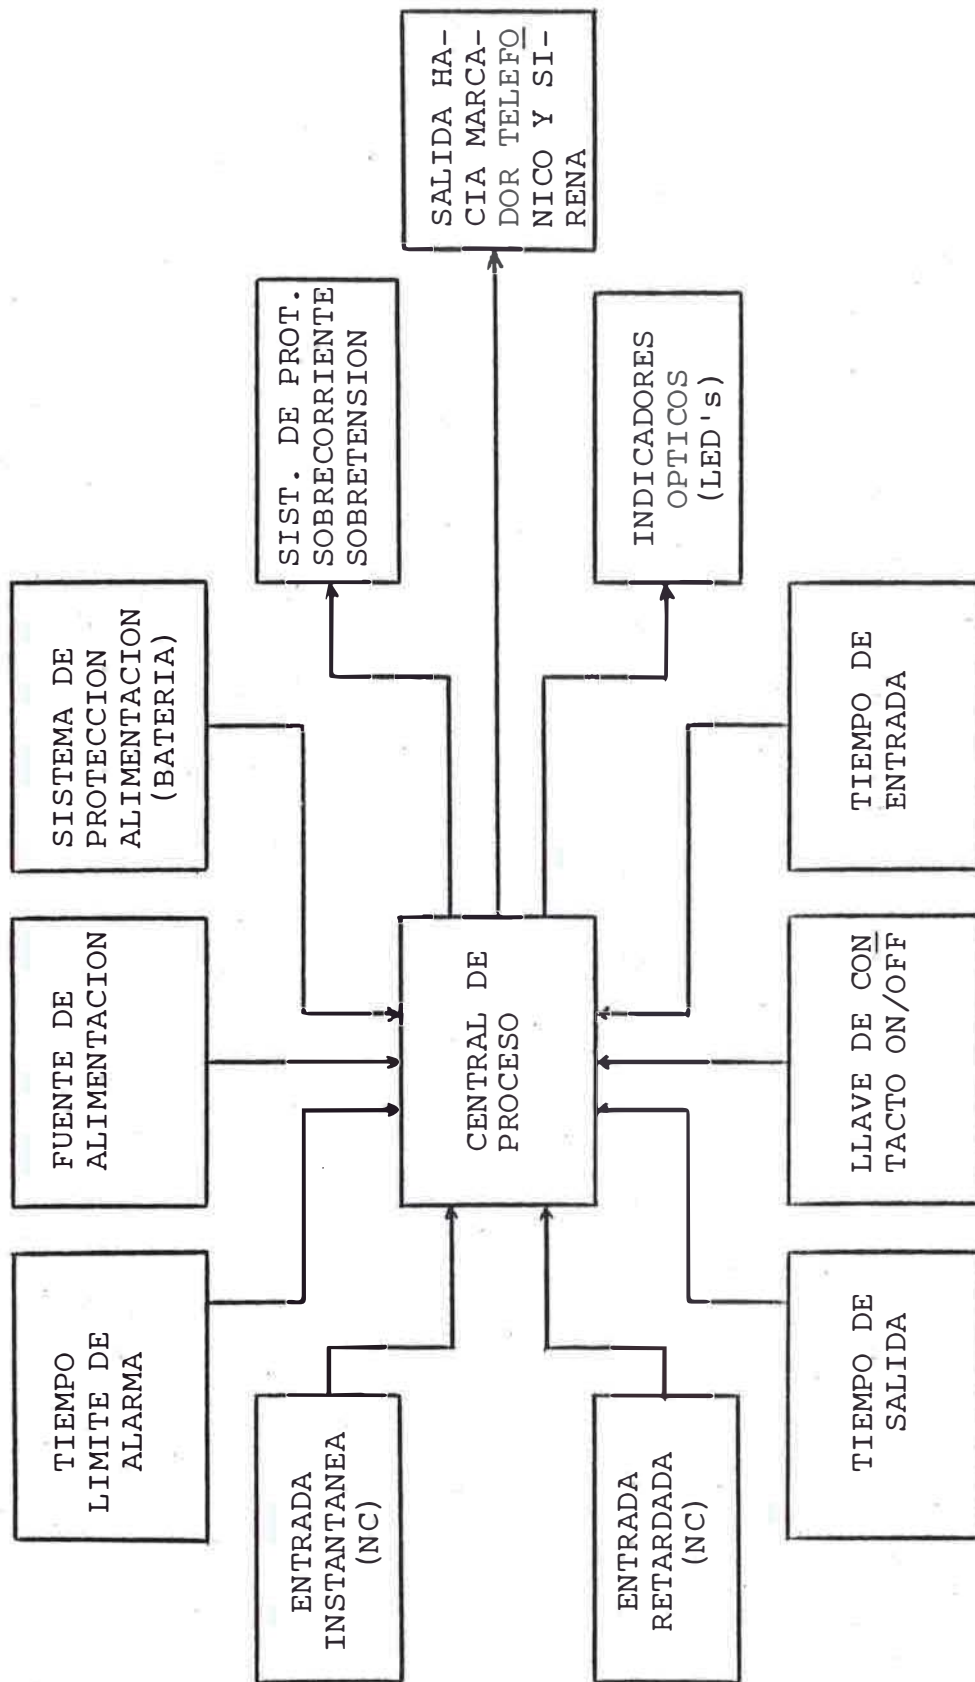 TIEMPO
LIMITE DE
ALARMA
FUENTE DE
ALIMENTACION
SISTEMA DE
PROTECCION
ALIMENTACION
(BATERIA)
ENTRADA
INSTANTANEA
(NC)
SIST. DE PROT.
SOBRECORRIENTE
SOBRETENSION
CENTRAL DE
PROCESO
SALIDA HA-
CIA MARCA-
DOR TELEFO
NICO Y SI-
RENA
ENTRADA
RETARDADA
(NC)
INDICADORES
OPTICOS
(LED's)
TIEMPO DE
SALIDA
LLAVE DE CON
TACTO ON/OFF
TIEMPO DE
ENTRADA